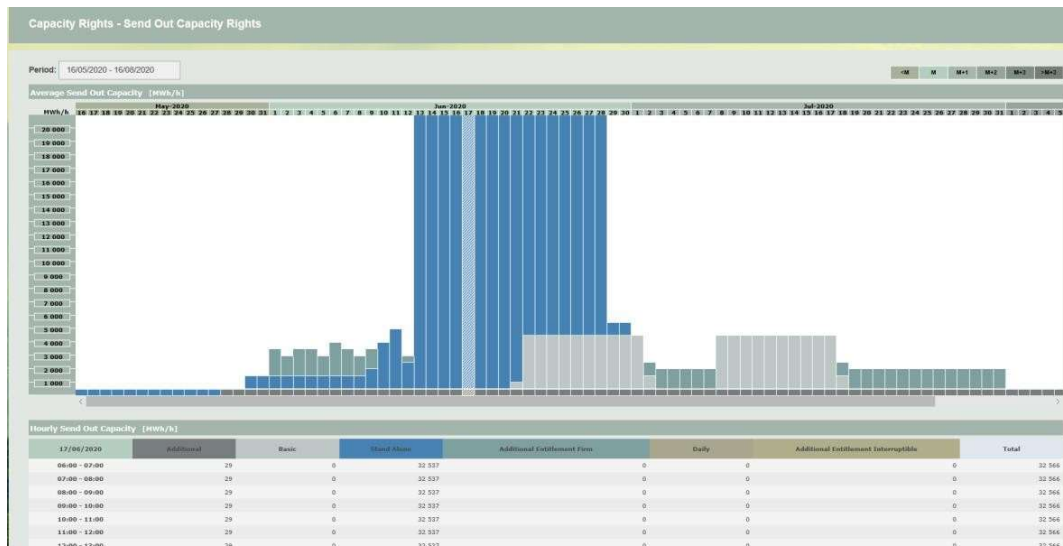 Capacity Rights - Send Out Capacity Rights
Period: 16/05/2020 - 16/08/2020
<M M M+1 M+2 M+3 >M+3
Average Send Out Capacity [MWh/h]
May-2020 Jun-2020 Jul-2020
MWh/h 16 17 18 19 20 21 22 23 24 25 26 27 28 29 30 31 1 2 3 4 5 6 7 8 9 10 11 12 13 14 15 16 17 18 19 20 21 22 23 24 25 26 27 28 29 30 1 2 3 4 5 6 7 8 9 10 11 12 13 14 15 16 17 18 19 20 21 22 23 24 25 26 27 28 29 30 31 1 2 3 4 5
20 000
19 000
18 000
17 000
16 000
15 000
14 000
13 000
12 000
11 000
10 000
9 000
8 000
7 000
6 000
5 000
4 000
3 000
2 000
1 000
Hourly Send Out Capacity [MWh/h]
17/06/2020 Additional Basic Stand Alone Additional Entitlement Firm Daily Additional Entitlement Interruptible Total
06:00 - 07:00 29 0 32 537 0 0 0 32 566
07:00 - 08:00 29 0 32 537 0 0 0 32 566
08:00 - 09:00 29 0 32 537 0 0 0 32 566
09:00 - 10:00 29 0 32 537 0 0 0 32 566
10:00 - 11:00 29 0 32 537 0 0 0 32 566
11:00 - 12:00 29 0 32 537 0 0 0 32 566
12:00 - 13:00 29 0 32 537 0 0 0 32 566